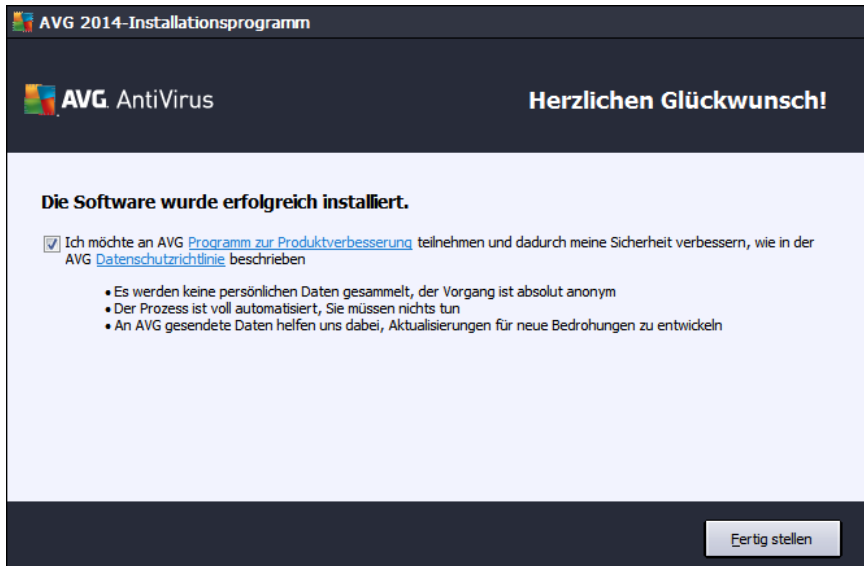 AVG 2014-Installationsprogramm
AVG. AntiVirus
Herzlichen Glückwunsch!
Die Software wurde erfolgreich installiert.
Ich möchte an AVG Programm zur Produktverbesserung teilnehmen und dadurch meine Sicherheit verbessern, wie in der
AVG Datenschutzrichtlinie beschrieben
• Es werden keine persönlichen Daten gesammelt, der Vorgang ist absolut anonym
• Der Prozess ist voll automatisiert, Sie müssen nichts tun
• An AVG gesendete Daten helfen uns dabei, Aktualisierungen für neue Bedrohungen zu entwickeln
Fertig stellen